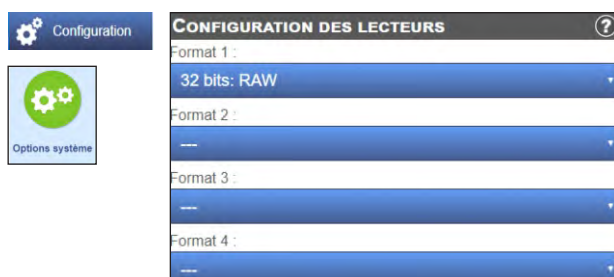 Configuration
Options système
CONFIGURATION DES LECTEURS
Format 1 :
32 bits: RAW
Format 2 :
---
Format 3 :
---
Format 4 :
---